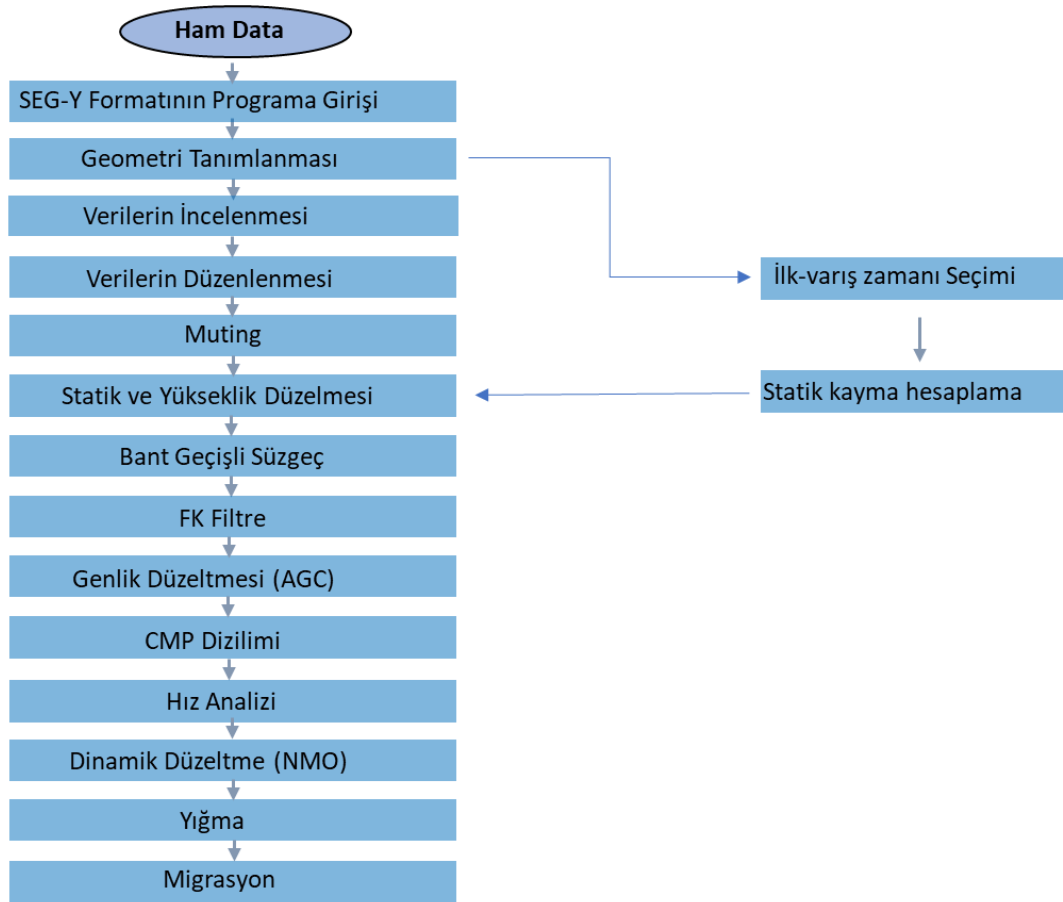 Ham Data
SEG-Y Formatının Programa Girişi
Geometri Tanımlanması
Verilerin İncelenmesi
Verilerin Düzenlenmesi
Muting
Statik ve Yükseklik Düzelmesi
Bant Geçişli Süzgeç
FK Filtre
Genlik Düzeltmesi (AGC)
CMP Dizilimi
Hız Analizi
Dinamik Düzeltme (NMO)
Yığma
Migrasyon
İlk-varış zamanı Seçimi
Statik kayma hesaplama